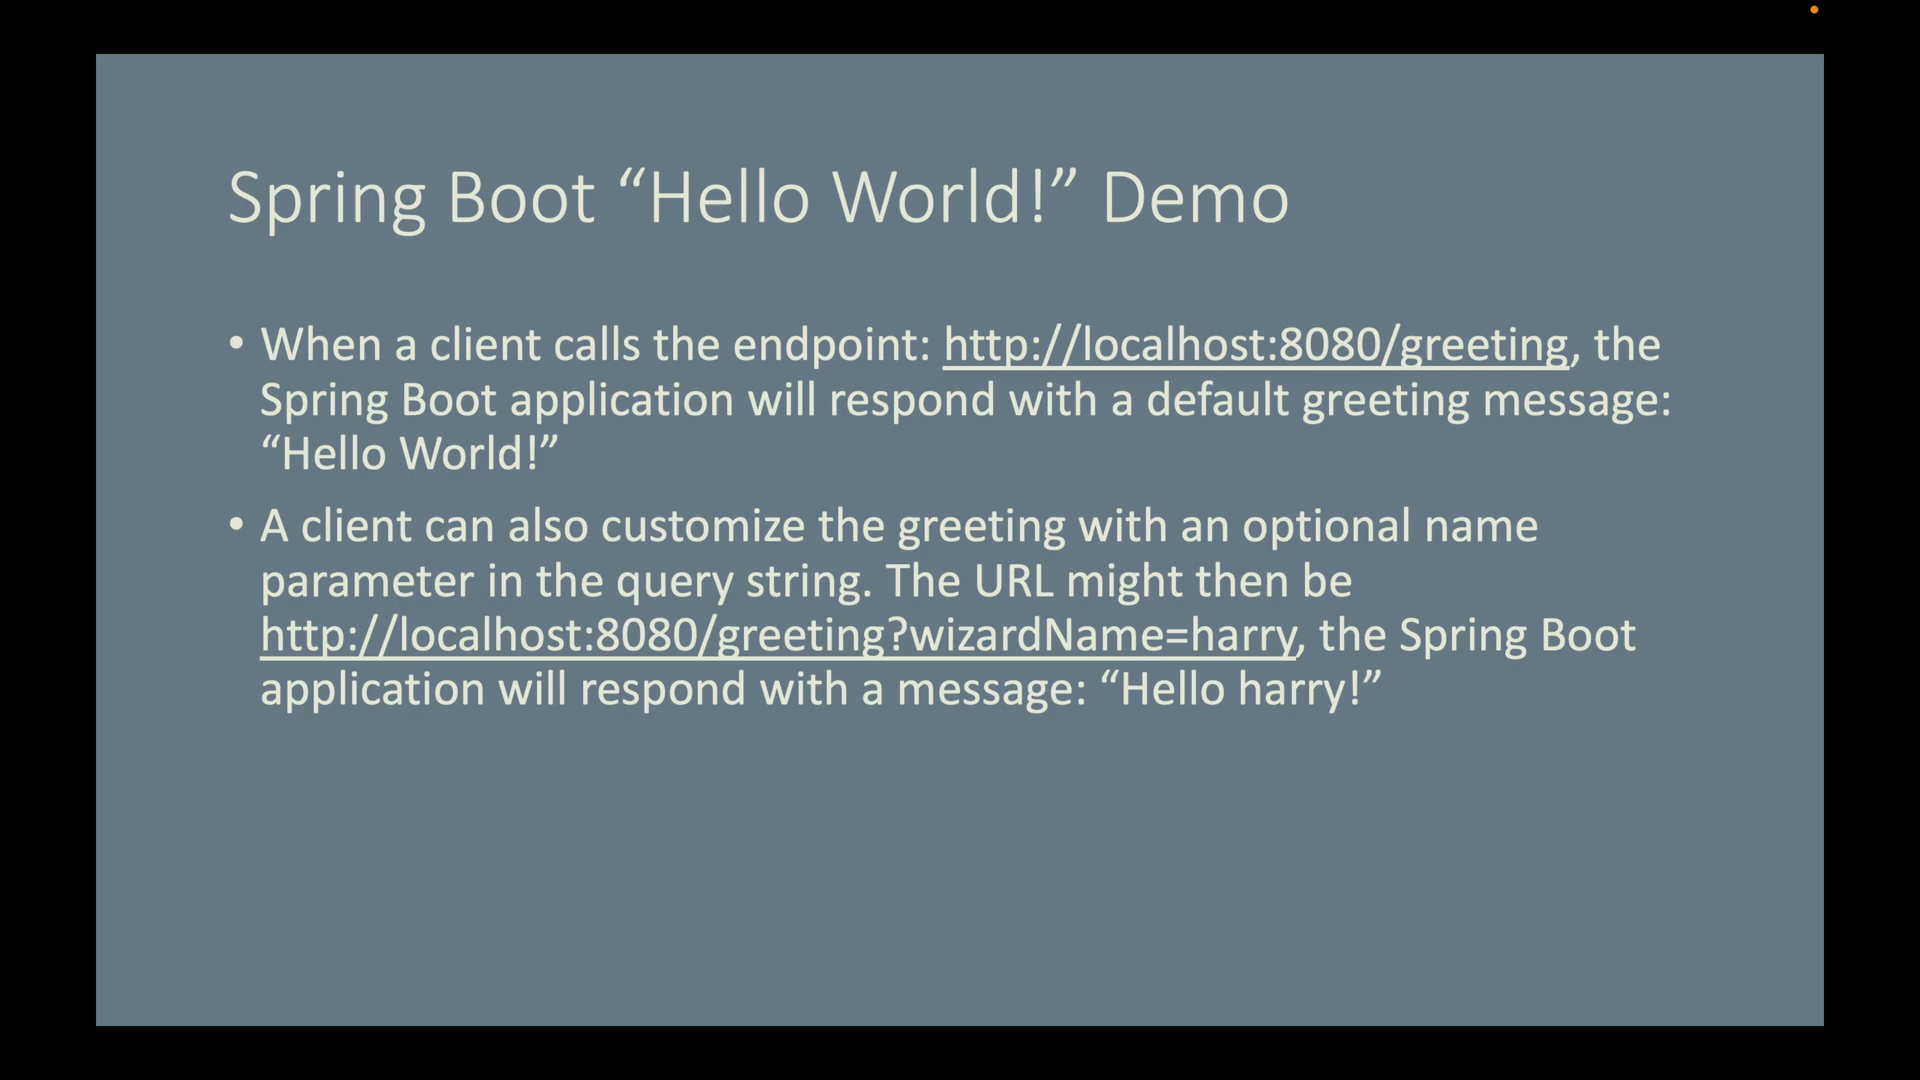 Spring Boot “Hello World!” Demo
• When a client calls the endpoint: http://localhost:8080/greeting, the
Spring Boot application will respond with a default greeting message:
“Hello World!”
• A client can also customize the greeting with an optional name
parameter in the query string. The URL might then be
http://localhost:8080/greeting?wizardName=harry, the Spring Boot
application will respond with a message: “Hello harry!”